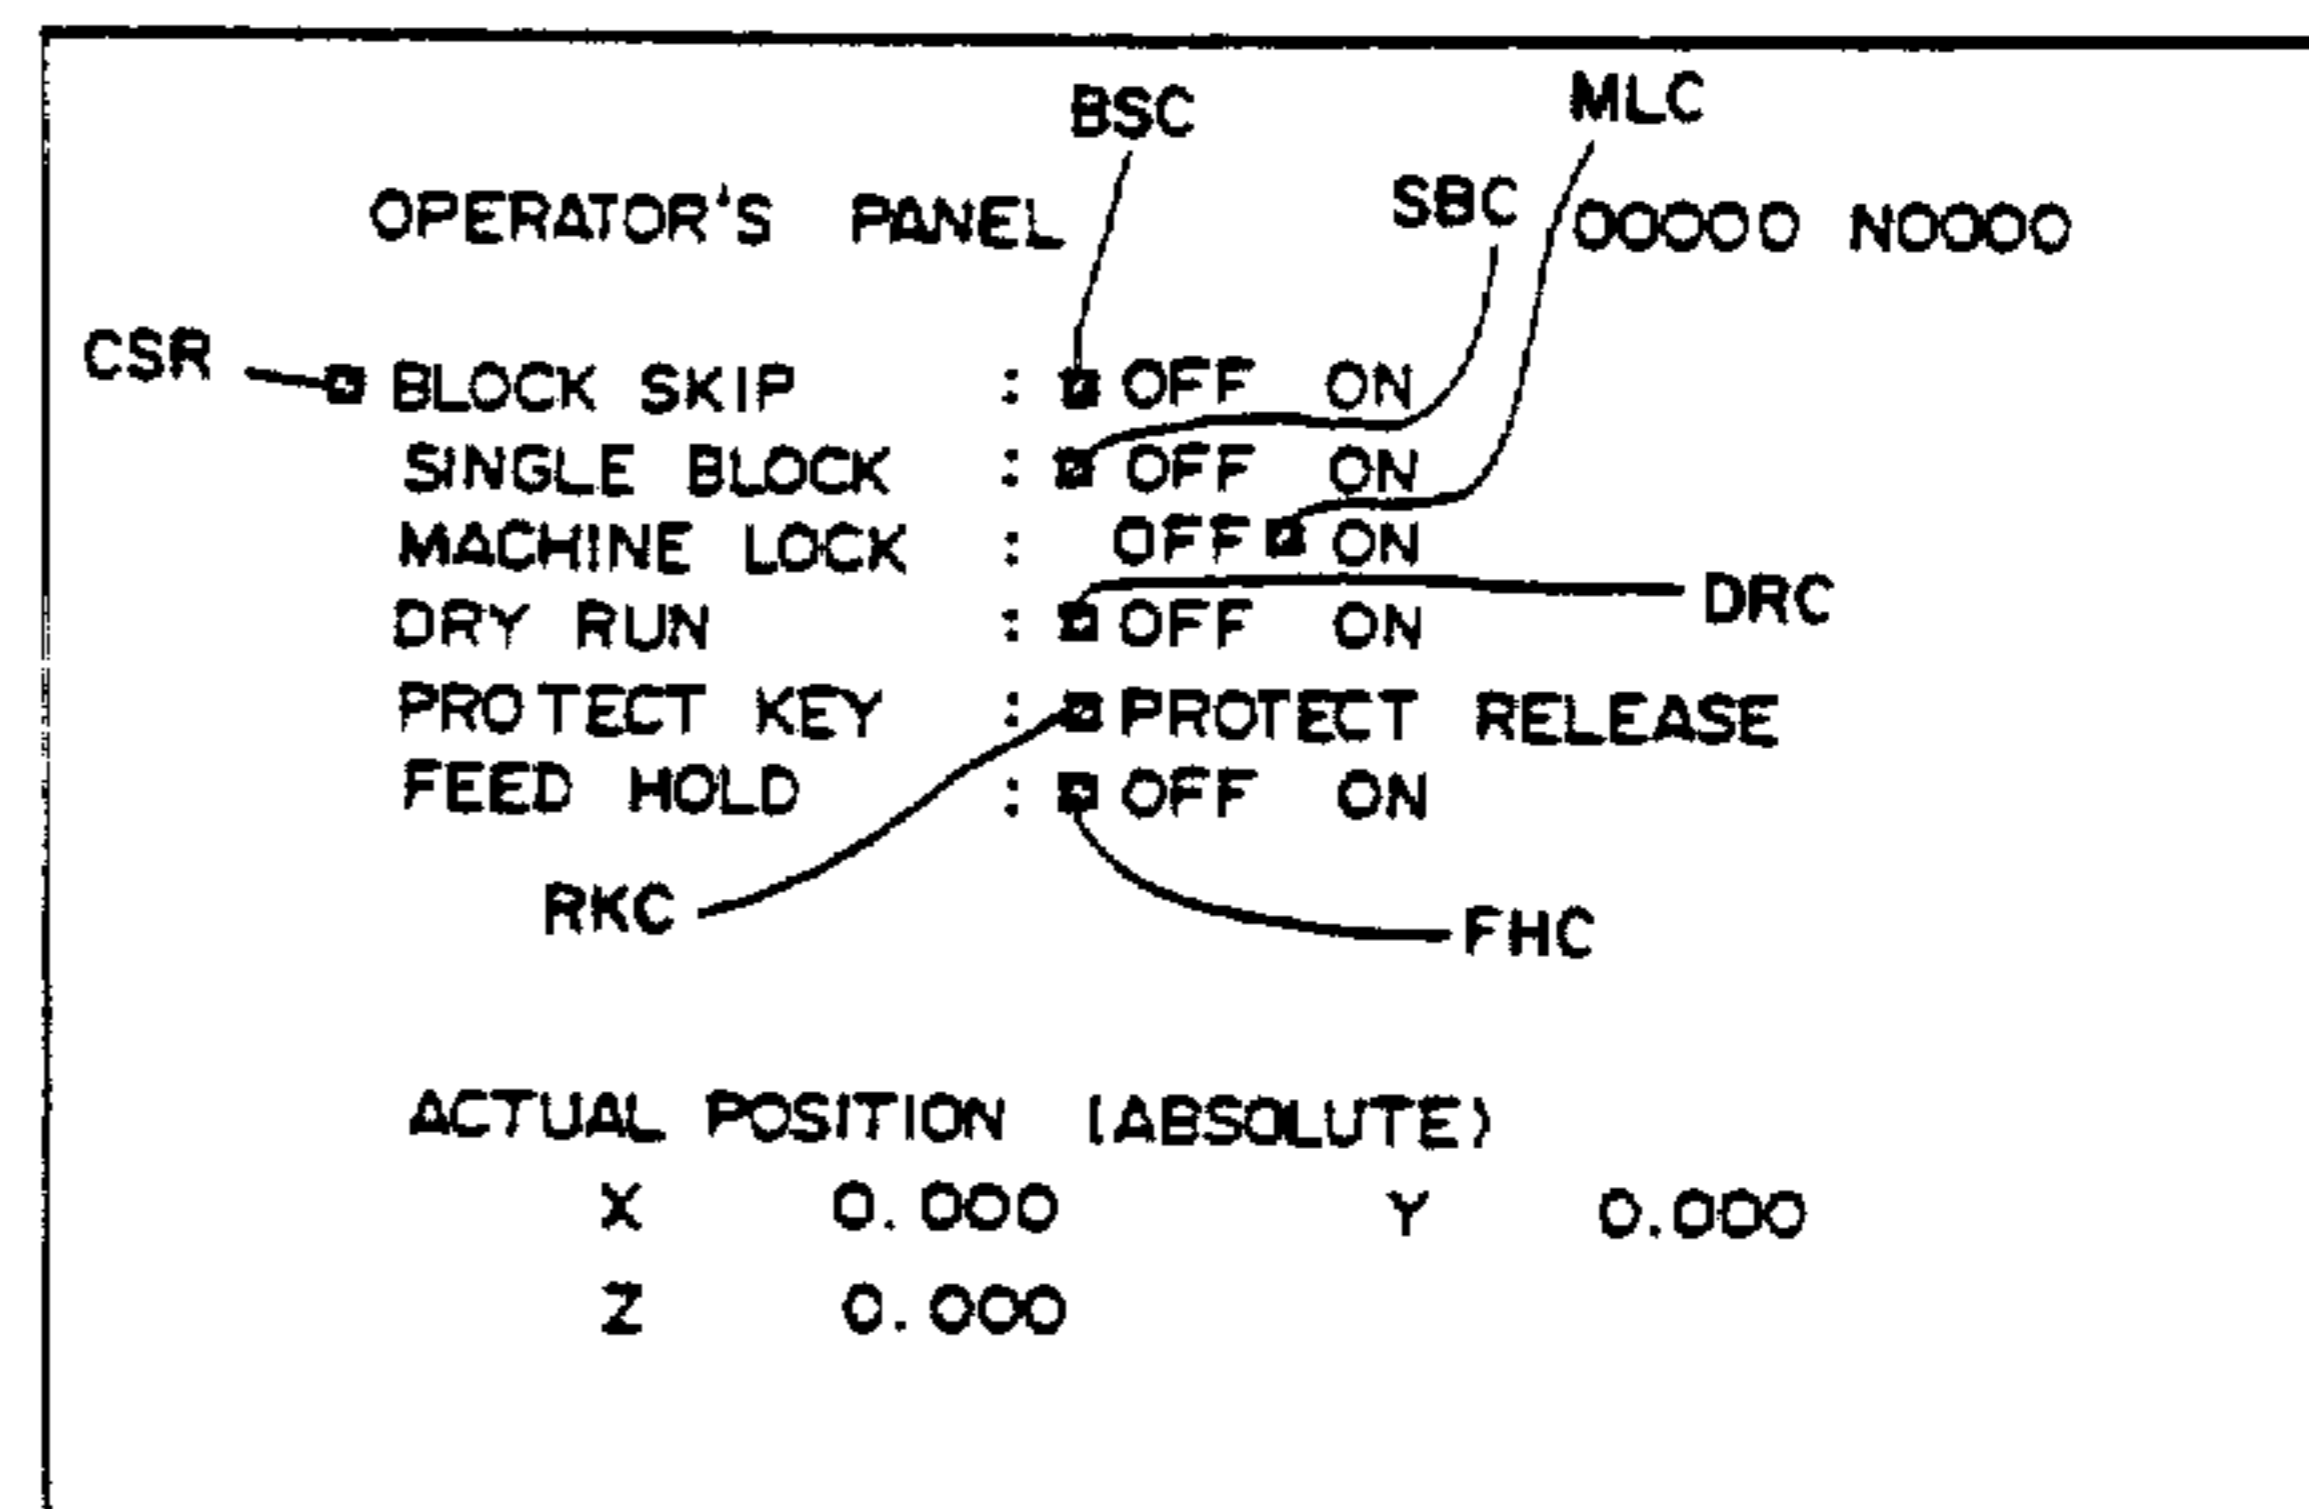 BSC MLC
OPERATOR'S PANEL SBC 00000 N0000
CSR BLOCK SKIP : OFF ON
SINGLE BLOCK : OFF ON
MACHINE LOCK : OFF ON
DRY RUN : OFF ON DRC
PROTECT KEY : PROTECT RELEASE
FEED HOLD : OFF ON
RKC FHC
ACTUAL POSITION (ABSOLUTE)
X 0.000 Y 0.000
Z 0.000